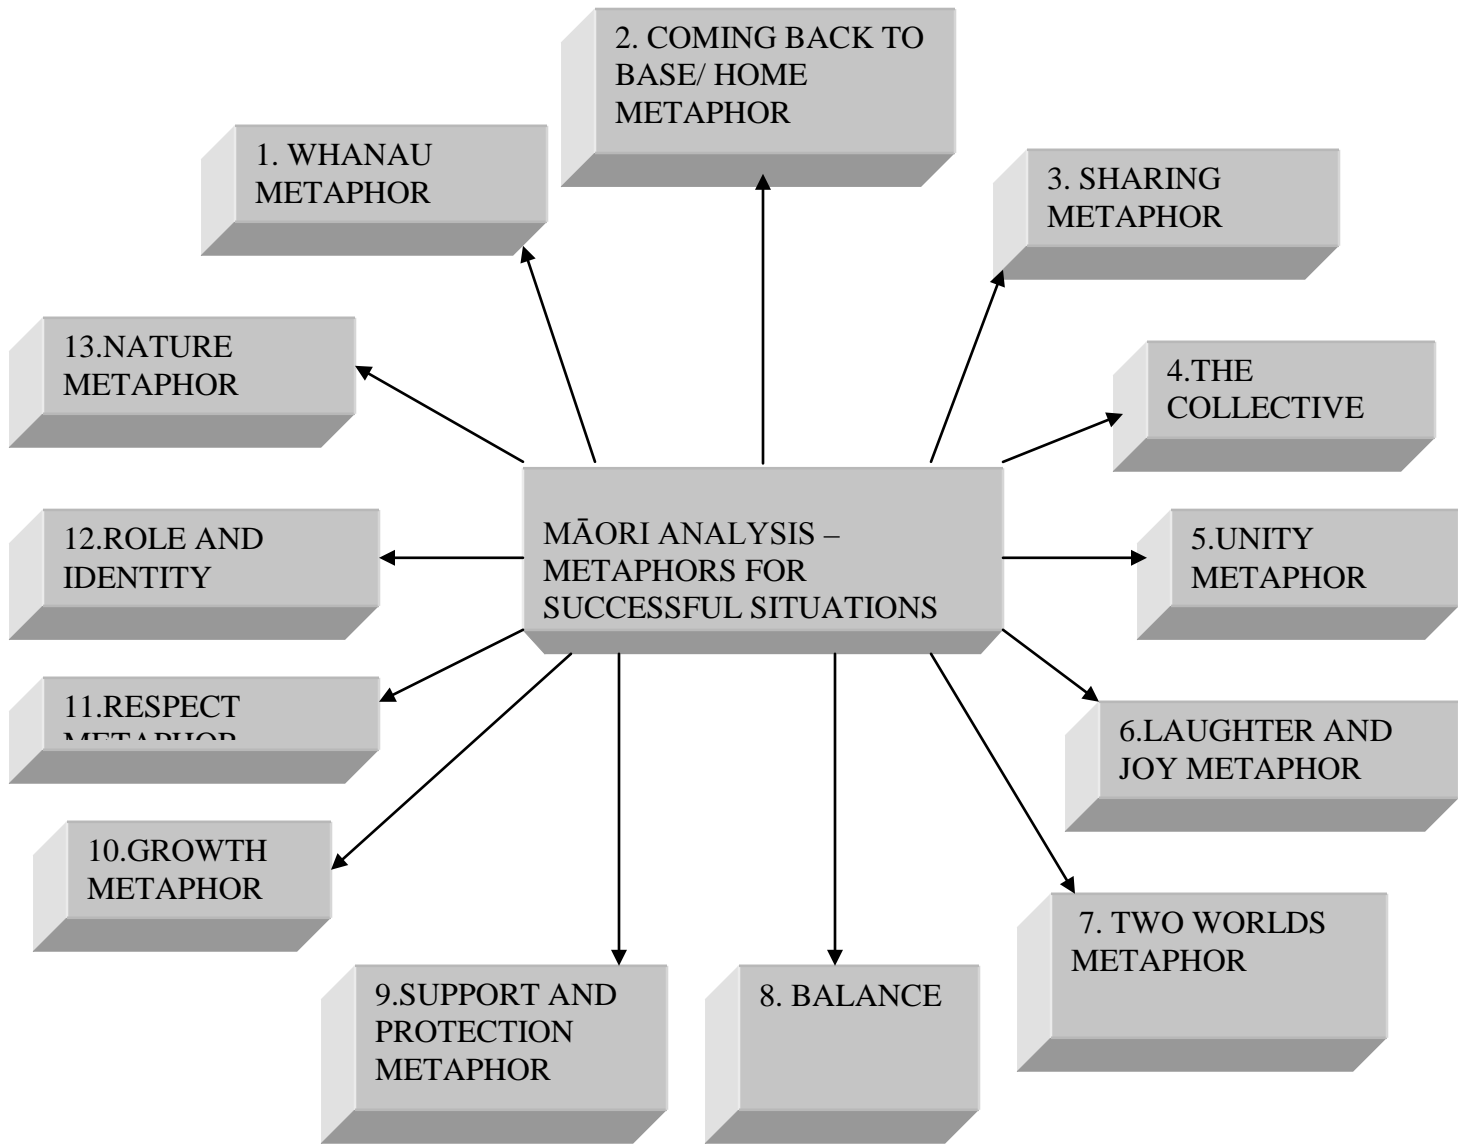 2. COMING BACK TO
BASE/ HOME
METAPHOR
1. WHANAU
METAPHOR
3. SHARING
METAPHOR
13.NATURE
METAPHOR
4.THE
COLLECTIVE
12.ROLE AND
IDENTITY
MĀORI ANALYSIS –
METAPHORS FOR
SUCCESSFUL SITUATIONS
5.UNITY
METAPHOR
11.RESPECT
METAPHOR
6.LAUGHTER AND
JOY METAPHOR
10.GROWTH
METAPHOR
7. TWO WORLDS
METAPHOR
9.SUPPORT AND
PROTECTION
METAPHOR
8. BALANCE